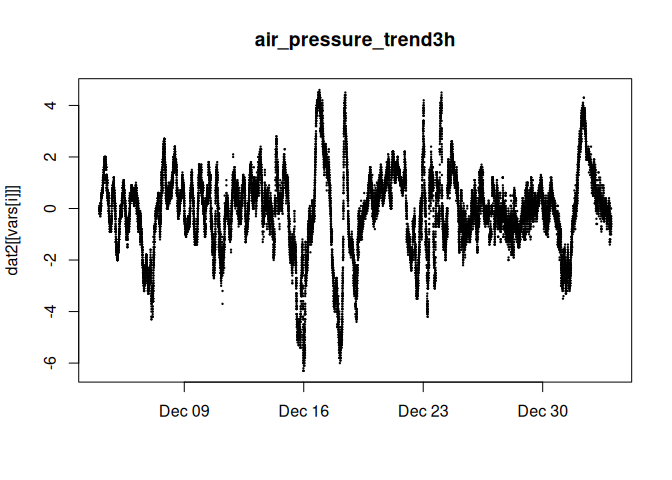 air_pressure_trend3h
dat2[[vars[i]]]
4
2
0
-2
-4
-6
Dec 09 Dec 16 Dec 23 Dec 30